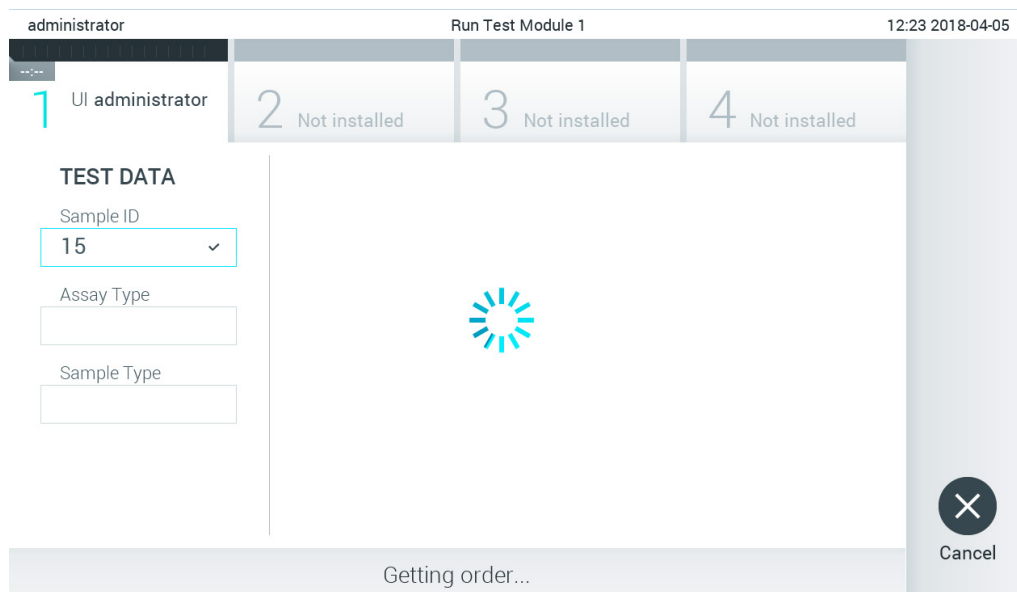 administrator Run Test Module 1 12:23 2018-04-05
--:--
1 UI administrator 2 Not installed 3 Not installed 4 Not installed
TEST DATA
Sample ID
15
Assay Type
Sample Type
Cancel
Getting order...